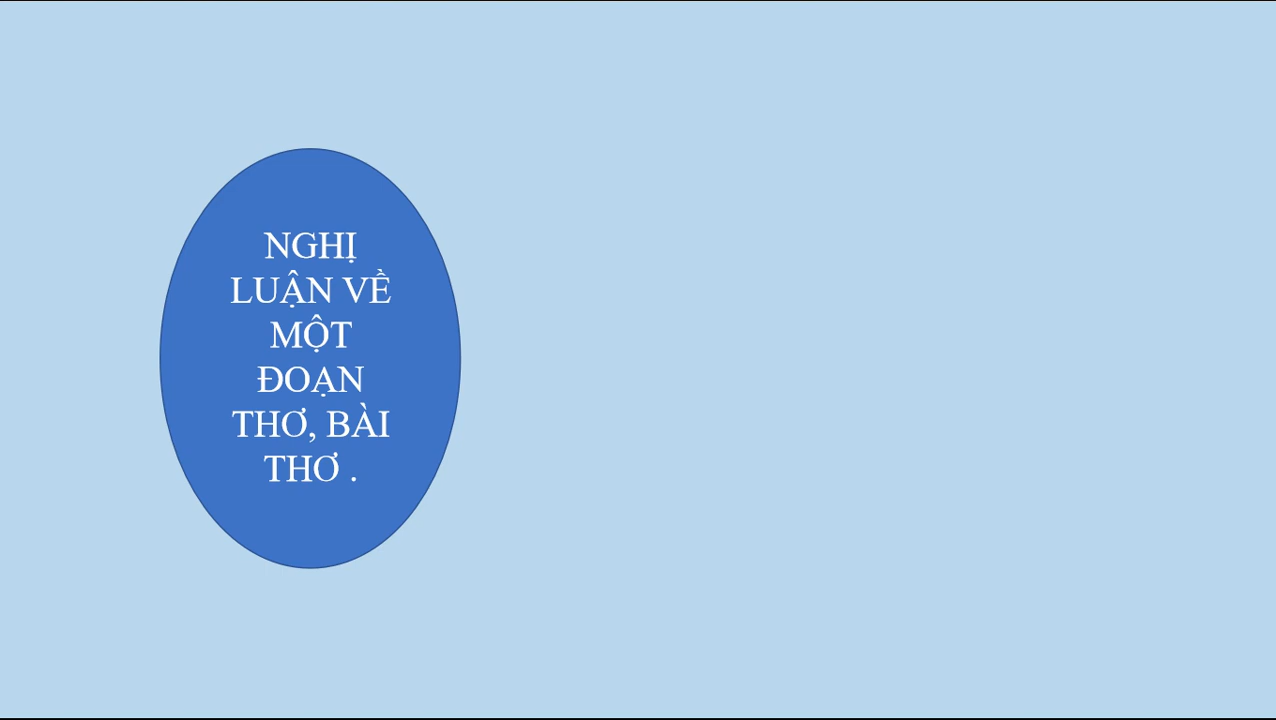 NGHỊ
LUẬN VỀ
MỘT
ĐOẠN
THƠ, BÀI
THƠ .